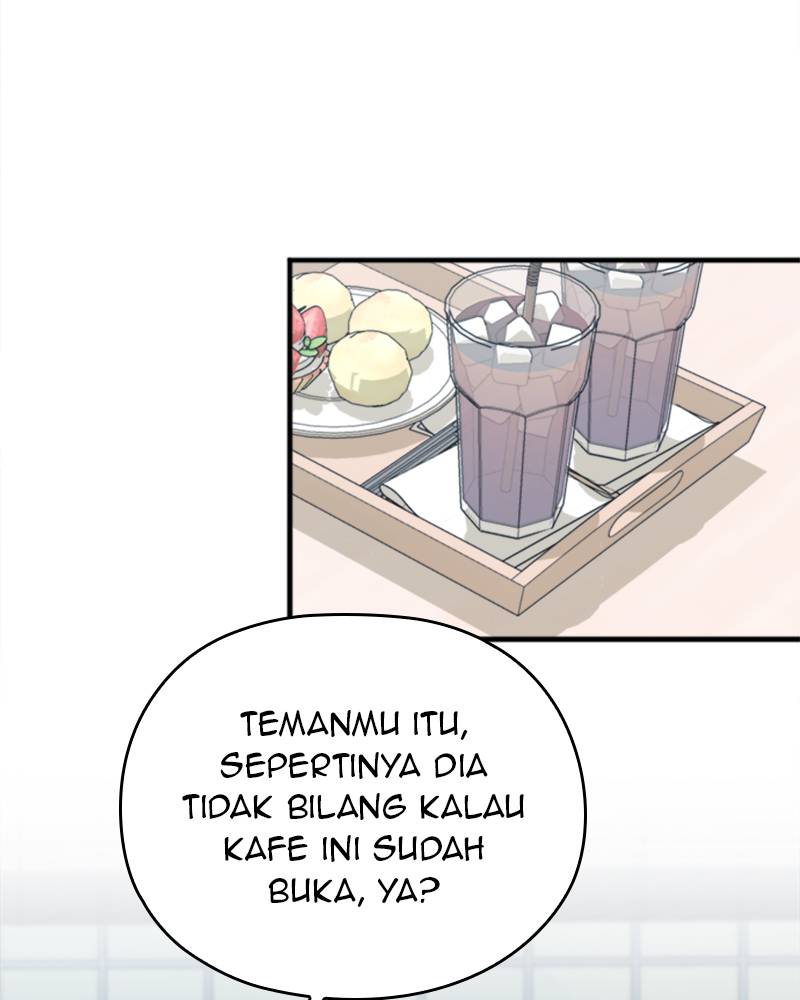 TEMANMU ITU,
SEPERTINYA DIA
TIDAK BILANG KALAU
KAFE INI SUDAH
BUKA, YA?